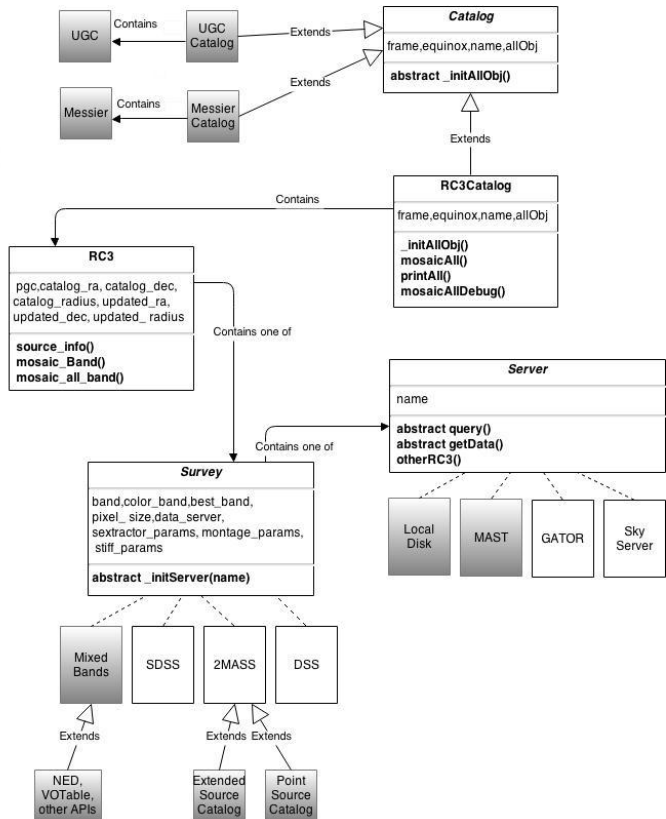 Catalog
UGC
Contains
UGC
Catalog
Extends
frame,equinox,name,allObj
abstract _initAllObj()
Messier
Contains
Messier
Catalog
Extends
Extends
RC3Catalog
frame,equinox,name,allObj
_initAllObj()
mosaicAll()
printAll()
mosaicAllDebug()
Contains
RC3
pgc,catalog_ra, catalog_dec,
catalog_radius, updated_ra,
updated_dec, updated_ radius
source_info()
mosaic_Band()
mosaic_all_band()
Contains one of
Server
name
abstract query()
abstract getData()
otherRC3()
Contains one of
Survey
band,color_band,best_band,
pixel_ size,data_server,
sextractor_params, montage_params,
stiff_params
abstract _initServer(name)
Local
Disk
MAST
GATOR
Sky
Server
Mixed
Bands
SDSS
2MASS
DSS
Extends
Extends
Extends
NED,
VOTable,
other APIs
Extended
Source
Catalog
Point
Source
Catalog